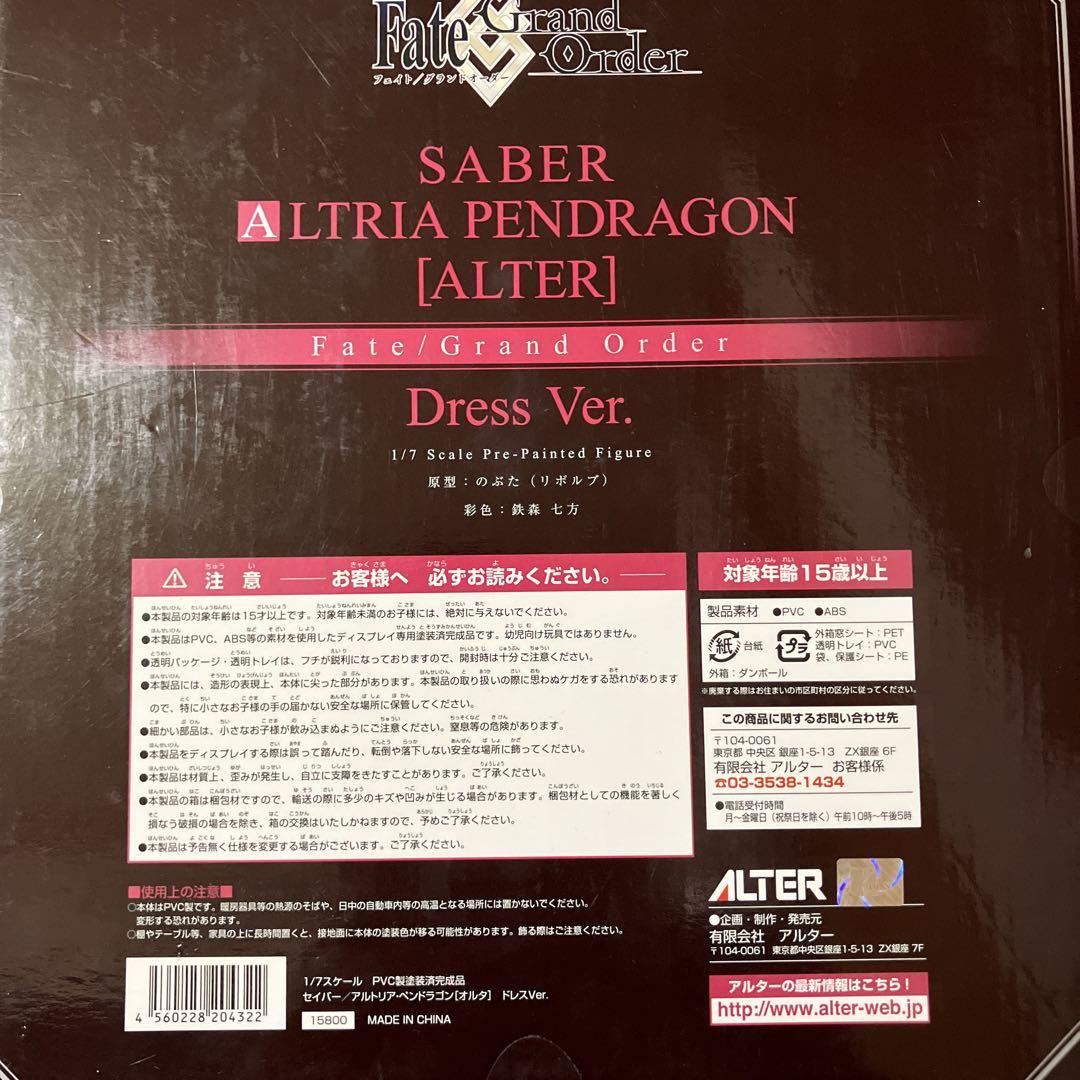 Fate Grand Order
フェイト/グランドオーダー
SABER
ALTRIA PENDRAGON
[ALTER]
Fate/Grand Order
Dress Ver.
1/7 Scale Pre-Painted Figure
原型：のぶた（リボルブ）
彩色：鉄森 七方
注意 お客様へ 必ずお読みください。
●本製品の対象年齢は15才以上です。対象年齢未満のお子様には、絶対に与えないでください。
●本製品はPVC、ABS等の素材を使用したディスプレイ専用塗装済完成品です。幼児向け玩具ではありません。
●透明パッケージ・透明トレイは、フチが鋭利になっておりますので、開封時は十分ご注意ください。
●本製品には、造形の表現上、本体に尖った部分があります。本製品の取り扱いの際に思わぬケガをする恐れがあります
ので、特に小さなお子様の手の届かない安全な場所に保管してください。
●細かい部品は、小さなお子様が飲み込まぬようにご注意ください。窒息等の危険があります。
●本製品をディスプレイする際は誤って踏んだり、転倒や落下しない安全な場所に飾ってください。
●本製品は材質上、歪みが発生し、自立に支障をきたすことがあります。ご了承ください。
●本製品の箱は梱包材ですので、輸送の際に多少のキズや凹みが生じる場合があります。梱包材としての機能を著しく
損なう破損の場合を除き、箱の交換はいたしかねますので、予めご了承ください。
●本製品は予告無く仕様を変更する場合がございます。ご了承ください。
■使用上の注意■
○本体はPVC製です。暖房器具等の熱源のそばや、日中の自動車内等の高温となる場所には置かないでください。
変形する恐れがあります。
○棚やテーブル等、家具の上に長時間置くと、接地面に本体の塗装色が移る可能性があります。飾る際はご注意ください。
4 560228 204322
1/7スケール PVC製塗装済完成品
セイバー/アルトリア・ペンドラゴン[オルタ] ドレスVer.
15800 MADE IN CHINA
対象年齢15歳以上
製品素材 ●PVC ●ABS
紙 台紙
プラ 外箱窓シート：PET
透明トレイ：PVC
袋、保護シート：PE
外箱：ダンボール
※廃棄する際はお住まいの市区町村の区分に従ってください。
この商品に関するお問い合わせ先
〒104-0061
東京都 中央区 銀座1-5-13 ZX銀座 6F
有限会社 アルター お客様係
☎03-3538-1434
●電話受付時間
月～金曜日（祝祭日を除く）午前10時～午後5時
ALTER
●企画・制作・発売元
有限会社 アルター
〒104-0061 東京都中央区銀座1-5-13 ZX銀座 7F
アルターの最新情報はこちら！
http://www.alter-web.jp